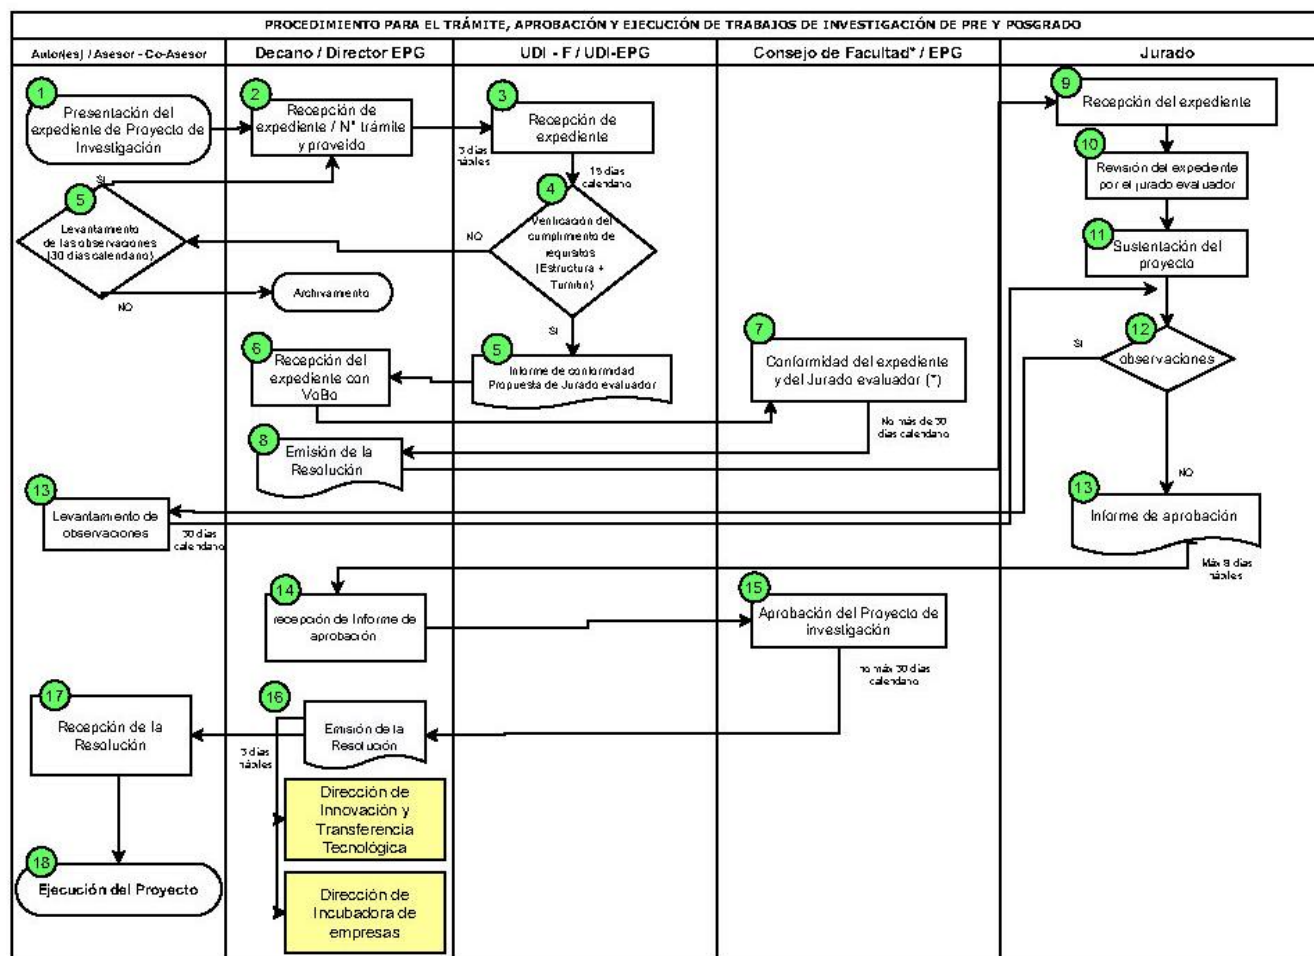 PROCEDIMIENTO PARA EL TRÁMITE, APROBACIÓN Y EJECUCIÓN DE TRABAJOS DE INVESTIGACIÓN DE PRE Y POSGRADO
Autor(es) / Asesor - Co-Asesor
Decano / Director EPG
UDI - F / UDI-EPG
Consejo de Facultad* / EPG
Jurado
1
Presentación del
expediente de Proyecto de
Investigación
2
Recepción de
expediente / N° trámite
y proveido
3 días
hábiles
3
Recepción de
expediente
15 días
calendario
4
Verificación del
cumplimiento de
requisitos
(Estructura +
Turnitin)
NO
SI
5
Levantamiento
de las observaciones
(30 días calendario)
SI
NO
Archivamiento
5
Informe de conformidad
Propuesta de Jurado evaluador
6
Recepción del
expediente con
VoBo
7
Conformidad del expediente
y del Jurado evaluador (*)
No más de 30
días calendario
8
Emisión de la
Resolución
9
Recepción del expediente
10
Revisión del expediente
por el jurado evaluador
11
Sustentación del
proyecto
12
observaciones
SI
NO
13
Levantamiento de
observaciones
30 días
calendario
13
Informe de aprobación
Máx 8 días
hábiles
14
recepción de Informe de
aprobación
15
Aprobación del Proyecto de
investigación
no máx 30 días
calendario
16
Emisión de la
Resolución
3 días
hábiles
17
Recepción de la
Resolución
Dirección de
Innovación y
Transferencia
Tecnológica
18
Ejecución del Proyecto
Dirección de
Incubadora de
empresas